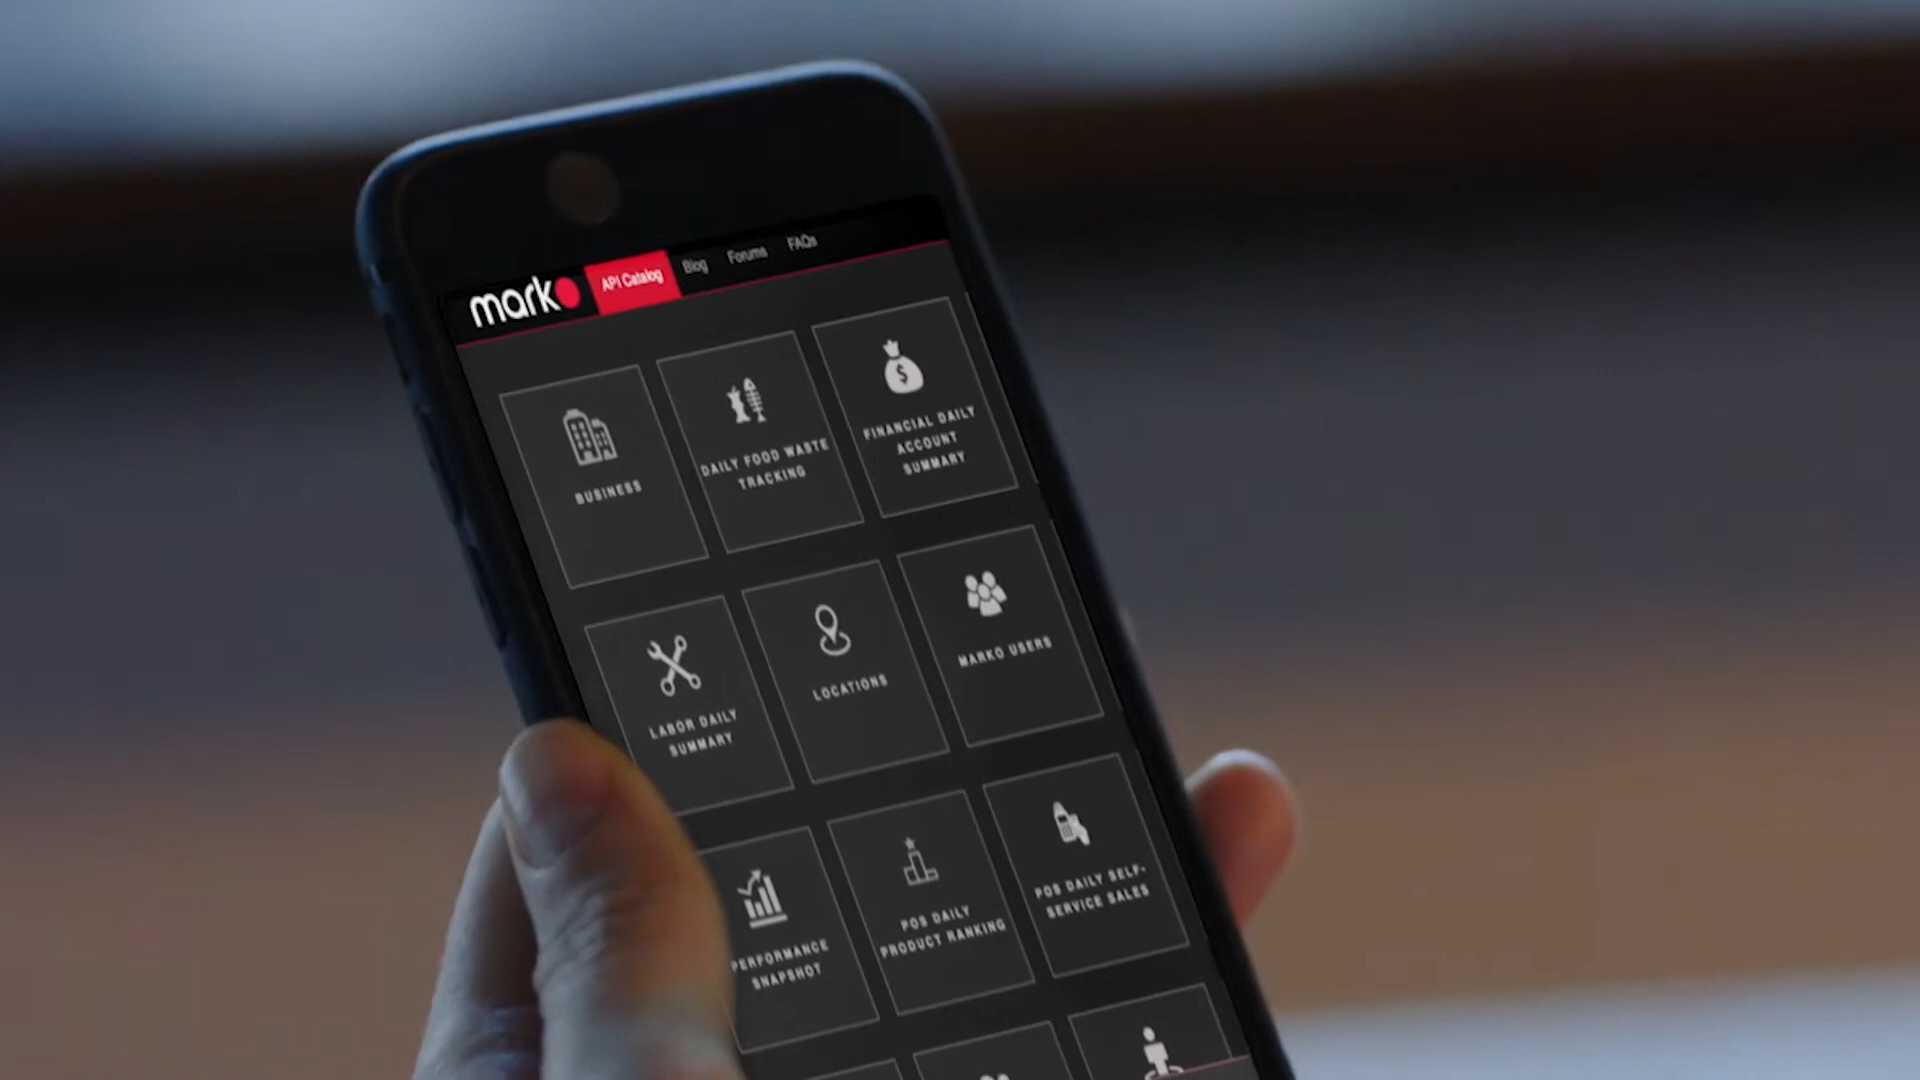 marko
API Catalog
Blog
Forums
FAQs
BUSINESS
DAILY FOOD WASTE
TRACKING
FINANCIAL DAILY
ACCOUNT
SUMMARY
LABOR DAILY
SUMMARY
LOCATIONS
MARKO USERS
PERFORMANCE
SNAPSHOT
POS DAILY
PRODUCT RANKING
POS DAILY SELF-
SERVICE SALES